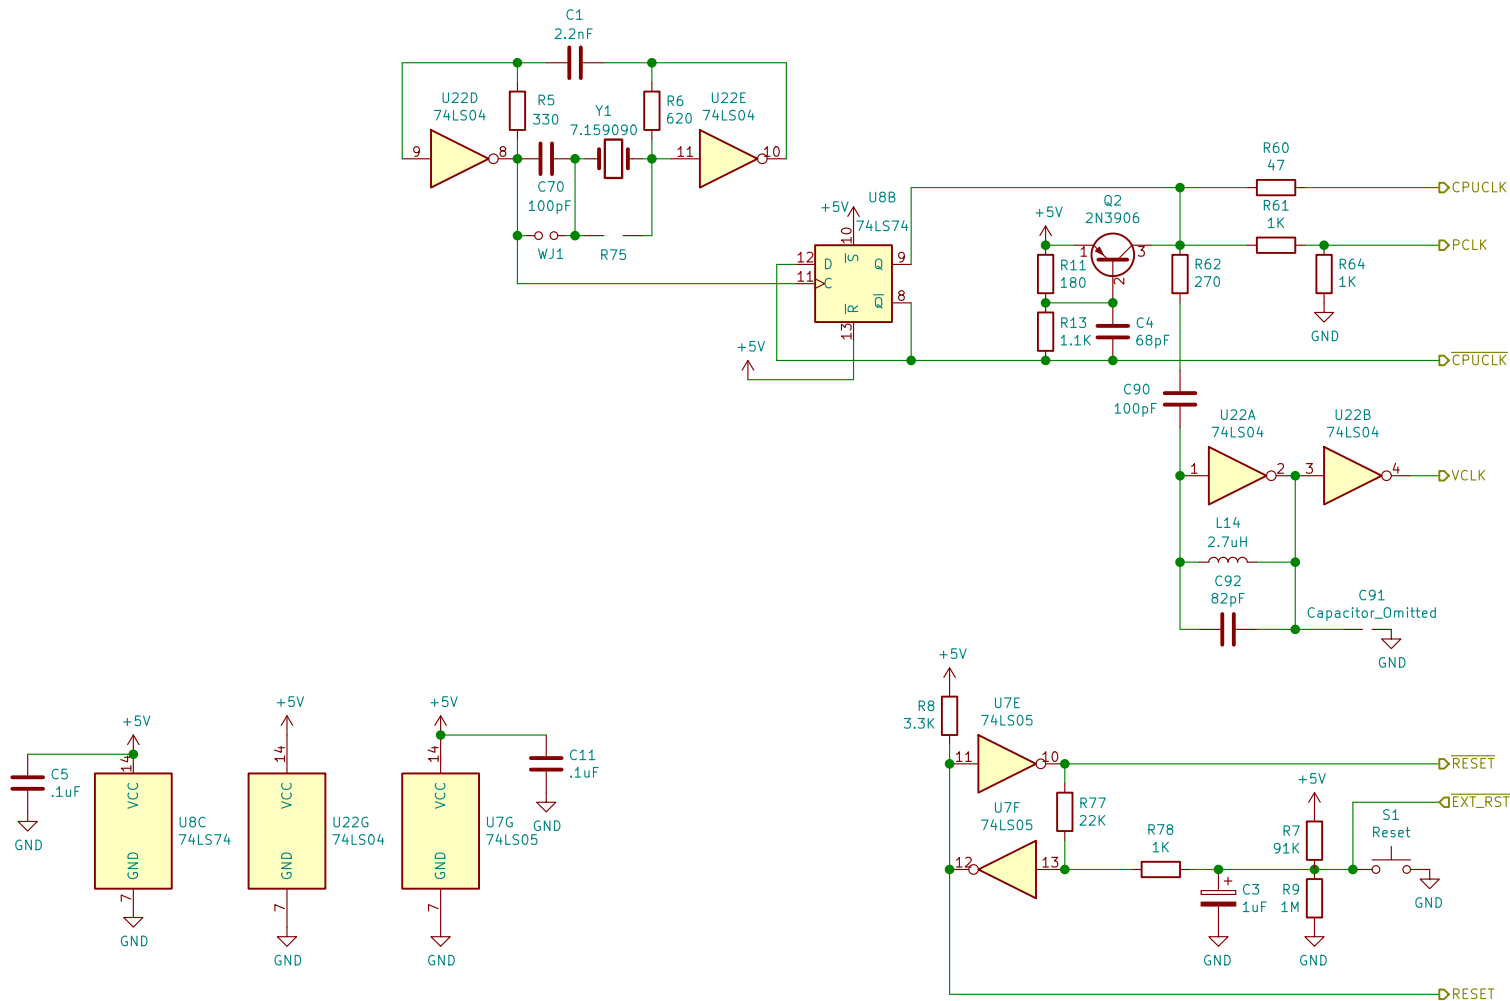 C1
2.2nF
U22D
74LS04
R5
330
Y1
7.159090
R6
620
U22E
74LS04
9
8
11
10
C70
100pF
WJ1
R75
U8B
74LS74
+5V
10
12
D
S
Q
9
11
C
8
Q
R
13
+5V
+5V
Q2
2N3906
1
3
2
R11
180
R13
1.1K
C4
68pF
R60
47
CPUCLK
R61
1K
PCLK
R62
270
R64
1K
GND
CPUCLK
C90
100pF
U22A
74LS04
U22B
74LS04
1
2
3
4
VCLK
L14
2.7uH
C92
82pF
C91
Capacitor_Omitted
GND
+5V
14
VCC
GND
7
GND
C5
.1uF
GND
U8C
74LS74
+5V
14
VCC
GND
7
GND
U22G
74LS04
+5V
14
VCC
GND
7
GND
U7G
74LS05
C11
.1uF
GND
+5V
R8
3.3K
U7E
74LS05
11
10
RESET
U7F
74LS05
12
13
R77
22K
R78
1K
+
C3
1uF
GND
+5V
R7
91K
R9
1M
GND
EXT_RST
S1
Reset
GND
RESET